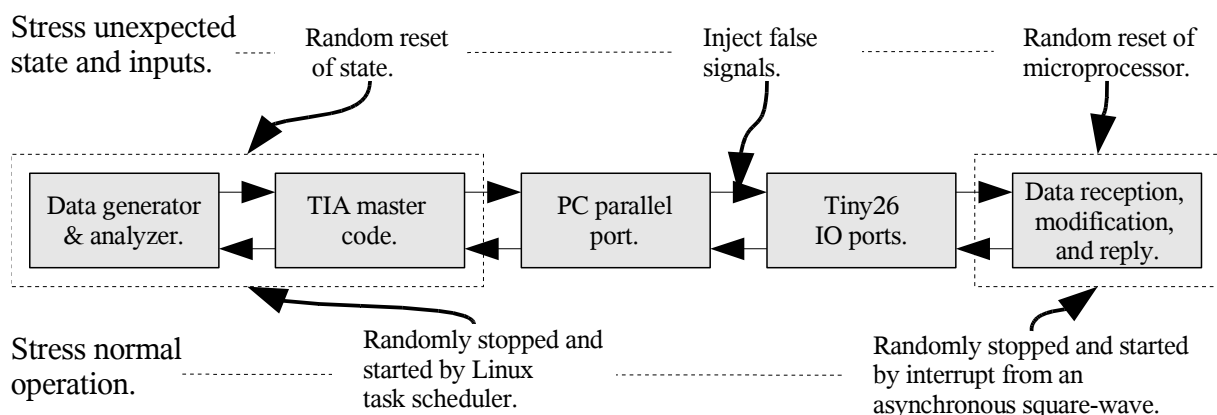 Stress unexpected
state and inputs.
Random reset
of state.
Inject false
signals.
Random reset of
microprocessor.
Data generator
& analyzer.
TIA master
code.
PC parallel
port.
Tiny26
IO ports.
Data reception,
modification,
and reply.
Stress normal
operation.
Randomly stopped and
started by Linux
task scheduler.
Randomly stopped and started
by interrupt from an
asynchronous square-wave.